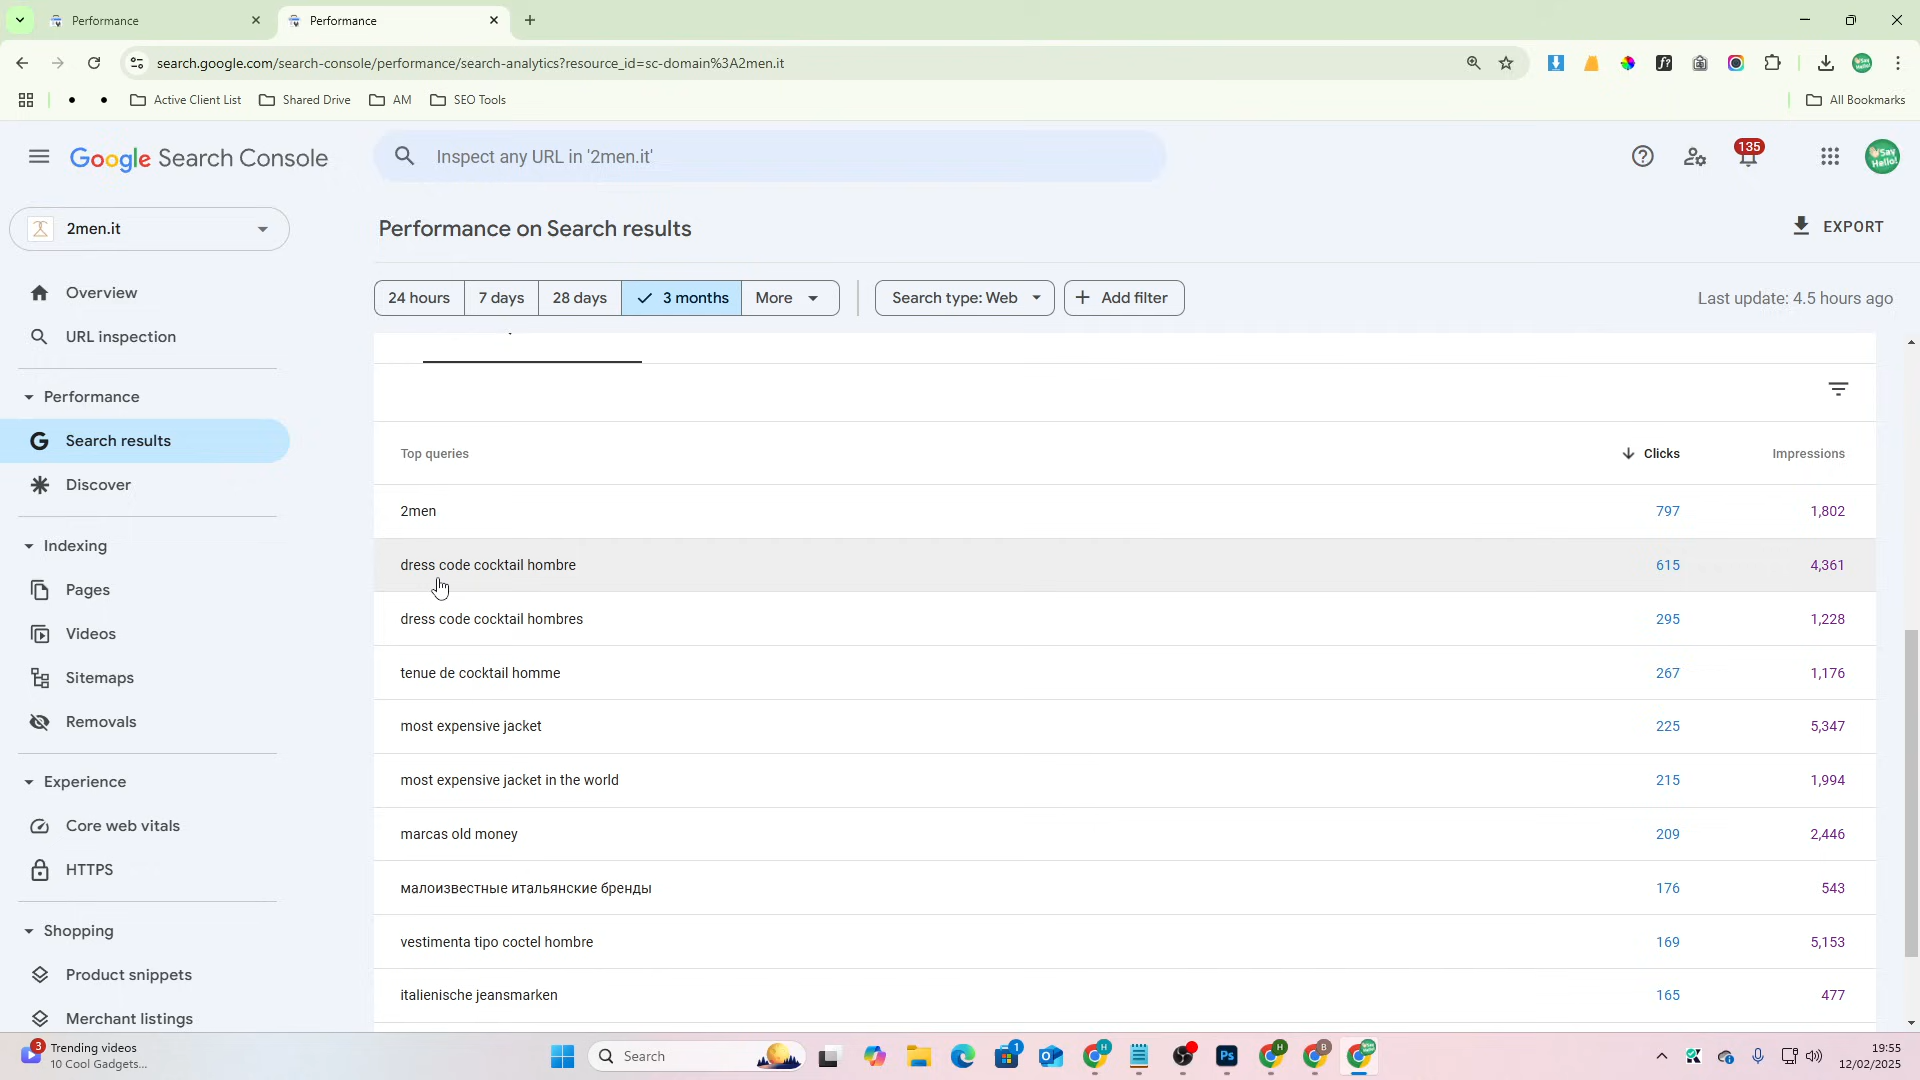 Performance
Performance
search.google.com/search-console/performance/search-analytics?resource_id=sc-domain%3A2men.it
Active Client List
Shared Drive
AM
SEO Tools
All Bookmarks
Google Search Console
Inspect any URL in '2men.it'
135
Say Hello!
2men.it
Performance on Search results
EXPORT
24 hours
7 days
28 days
3 months
More
Search type: Web
Add filter
Last update: 4.5 hours ago
Overview
URL inspection
Performance
Search results
Discover
Indexing
Pages
Videos
Sitemaps
Removals
Experience
Core web vitals
HTTPS
Shopping
Product snippets
Merchant listings
Top queries Clicks Impressions
2men 797 1,802
dress code cocktail hombre 615 4,361
dress code cocktail hombres 295 1,228
tenue de cocktail homme 267 1,176
most expensive jacket 225 5,347
most expensive jacket in the world 215 1,994
marcas old money 209 2,446
малоизвестные итальянские бренды 176 543
vestimenta tipo coctel hombre 169 5,153
italienische jeansmarken 165 477
3
Trending videos
10 Cool Gadgets...
Search
1
H
Ps
H
B
19:55
12/02/2025